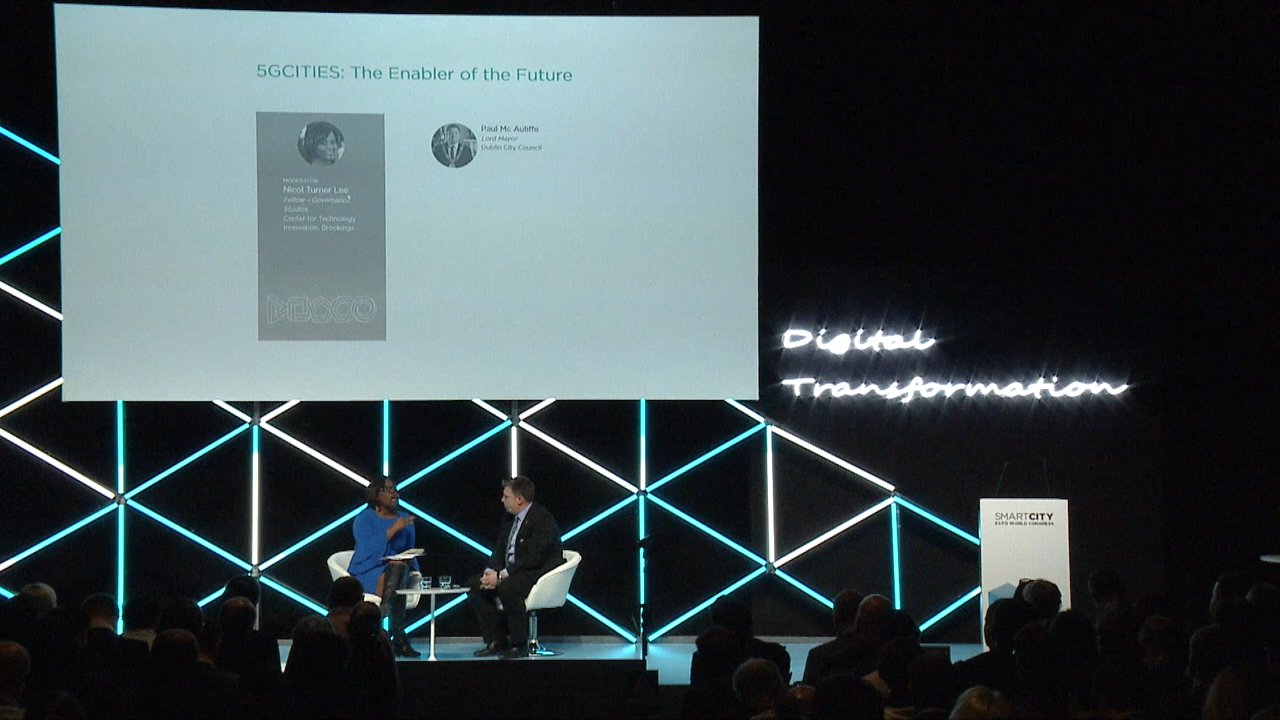 5GCITIES: The Enabler of the Future
MODERATOR:
Nicol Turner Lee
Fellow - Governance
Studies
Center for Technology
Innovation, Brookings
Paul Mc Auliffe
Lord Mayor
Dublin City Council
Digital
Transformation
SMARTCITY
EXPO WORLD CONGRESS